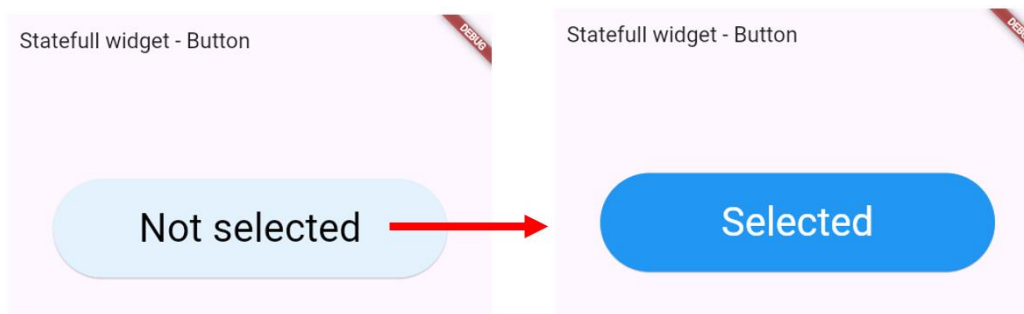 Statefull widget - Button
DEBUG
Not selected
Statefull widget - Button
DEBUG
Selected